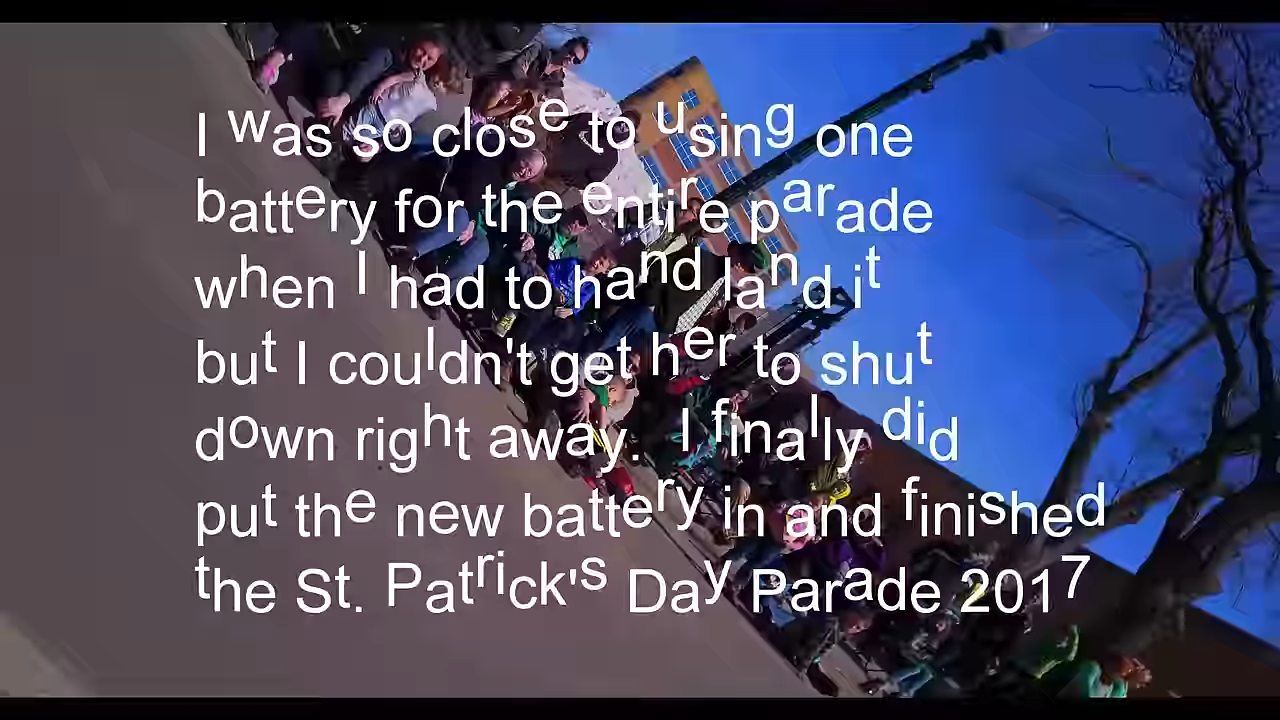 I was so close to using one
battery for the entire parade
when I had to hand land it
but I couldn't get her to shut
down right away.  I finally did
put the new battery in and finished
the St. Patrick's Day Parade 2017